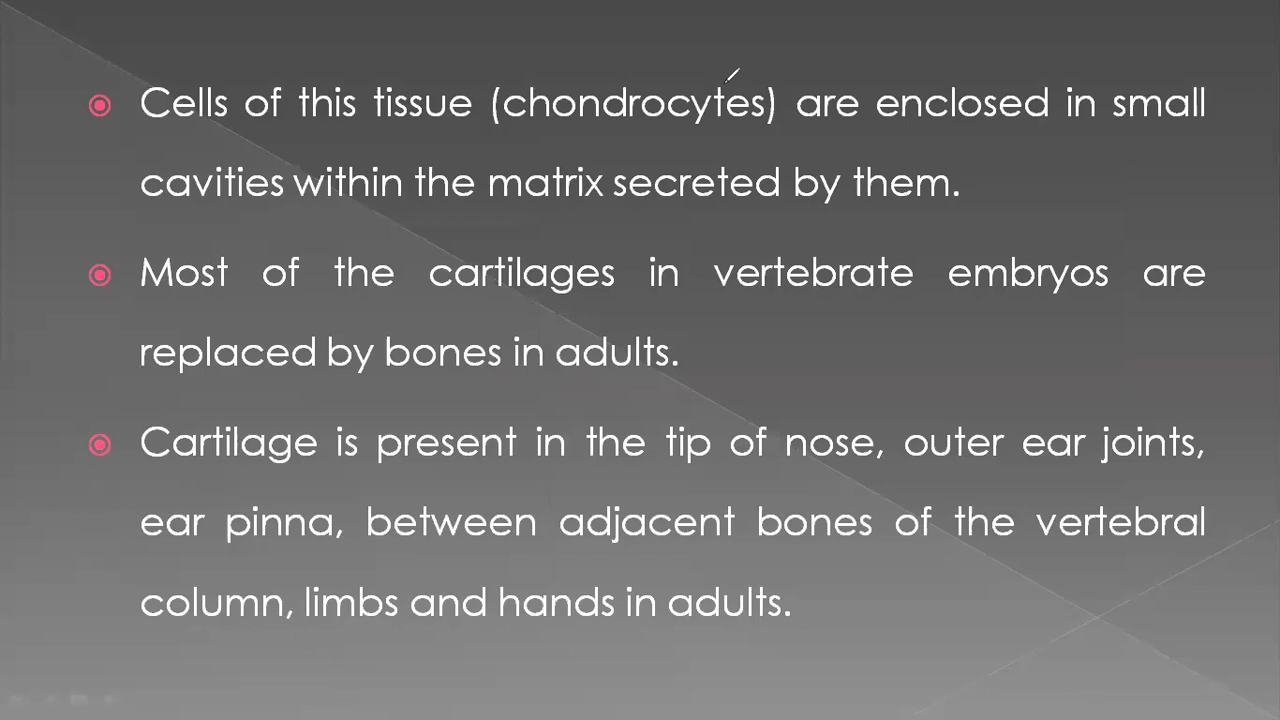 Cells of this tissue (chondrocytes) are enclosed in small
cavities within the matrix secreted by them.
Most of the cartilages in vertebrate embryos are
replaced by bones in adults.
Cartilage is present in the tip of nose, outer ear joints,
ear pinna, between adjacent bones of the vertebral
column, limbs and hands in adults.